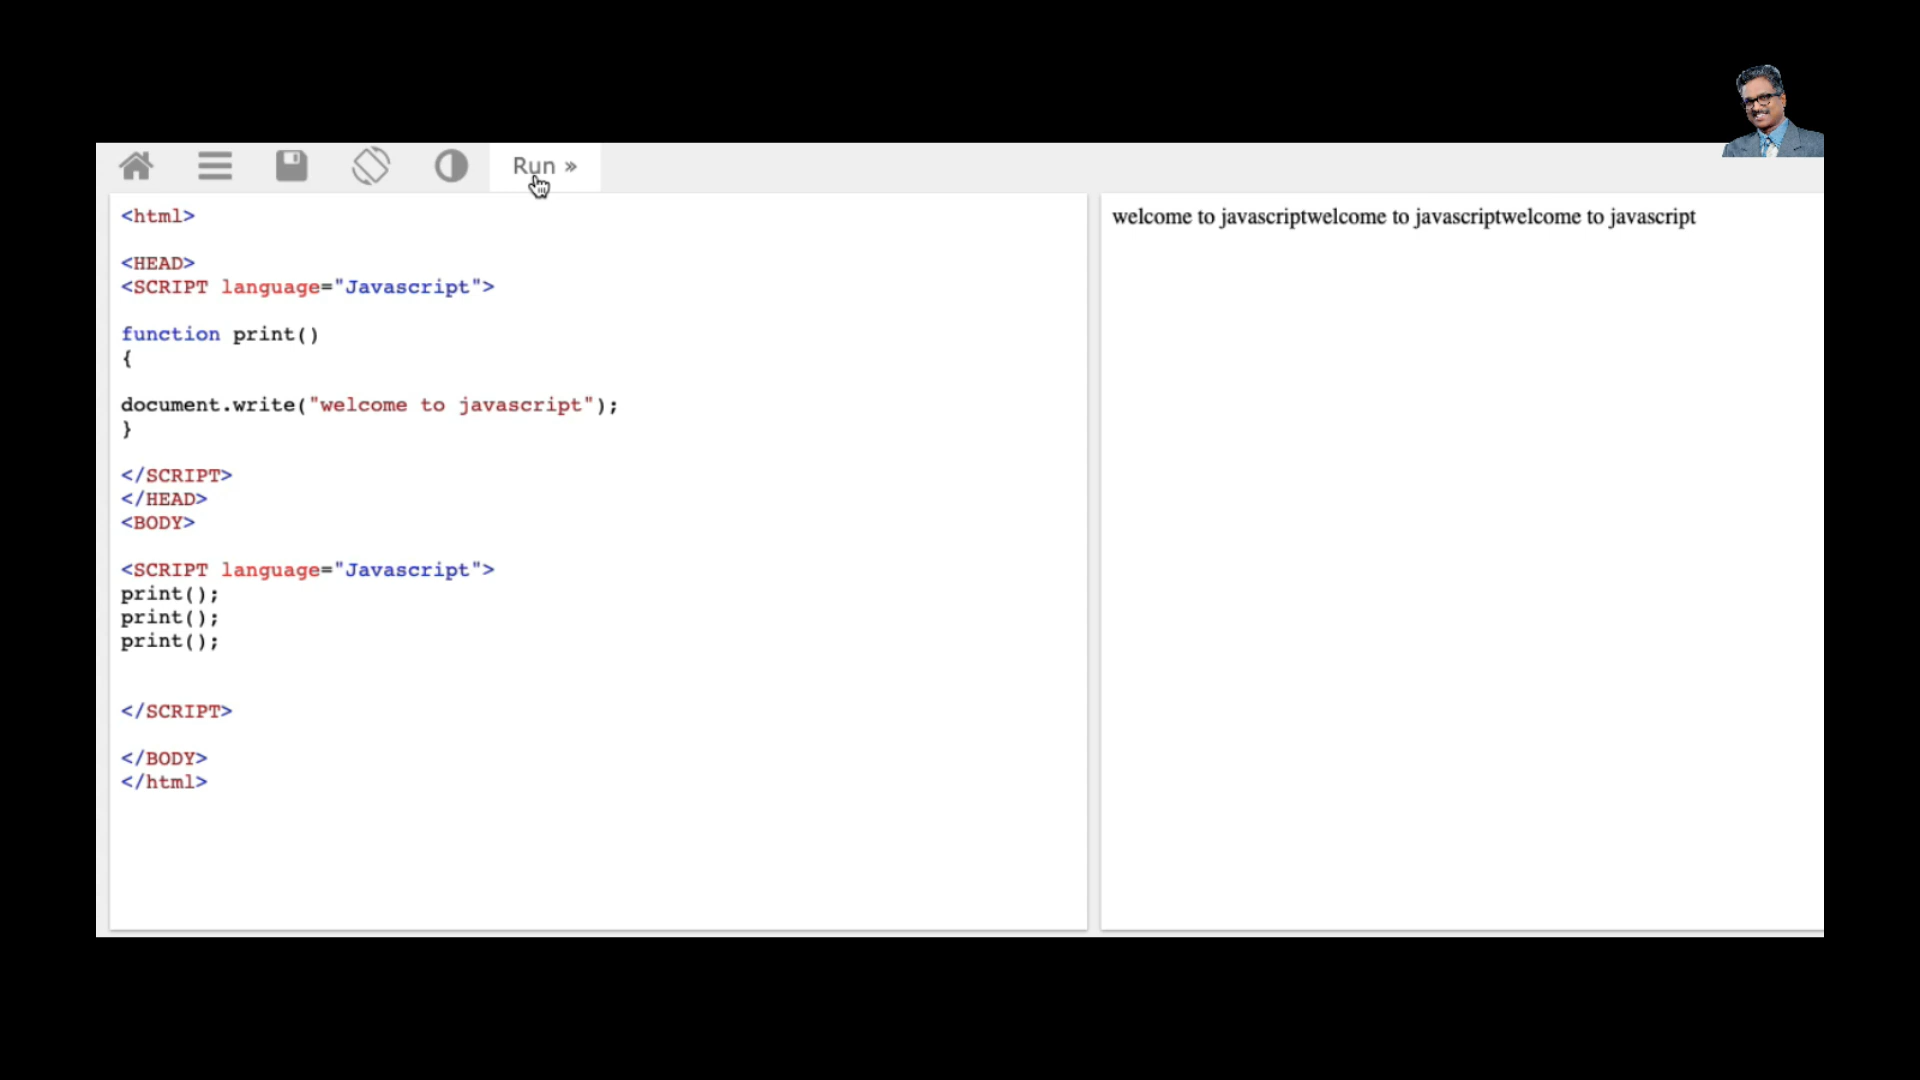 Run »
<html>
<HEAD>
<SCRIPT language="Javascript">
function print()
{
document.write("welcome to javascript");
}
</SCRIPT>
</HEAD>
<BODY>
<SCRIPT language="Javascript">
print();
print();
print();
</SCRIPT>
</BODY>
</html>
welcome to javascriptwelcome to javascriptwelcome to javascript